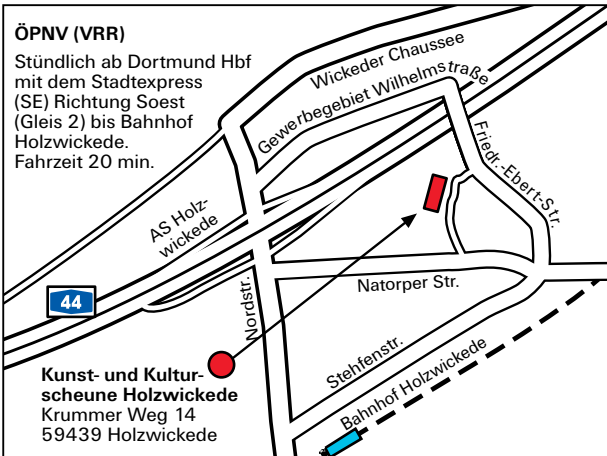 ÖPNV (VRR)
Stündlich ab Dortmund Hbf
mit dem Stadtexpress
(SE) Richtung Soest
(Gleis 2) bis Bahnhof
Holzwickede.
Fahrzeit 20 min.
Wickeder Chaussee
Gewerbegebiet Wilhelmstraße
Friedr.-Ebert-Str.
AS Holz-
wickede
44
Nordstr.
Natorper Str.
Stehfenstr.
Bahnhof Holzwickede
Kunst- und Kultur-
scheune Holzwickede
Krummer Weg 14
59439 Holzwickede